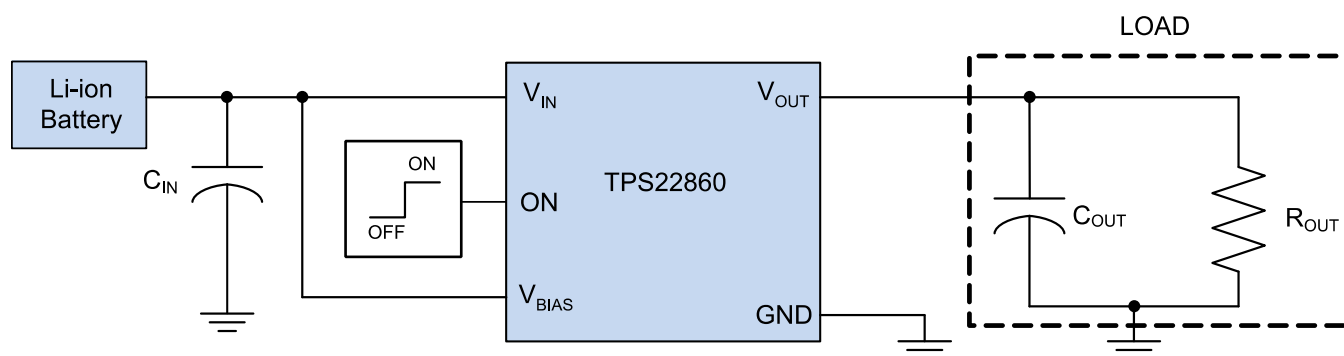 LOAD
Li-ion
Battery
VIN
VOUT
CIN
ON
OFF
ON
TPS22860
COUT
ROUT
VBIAS
GND